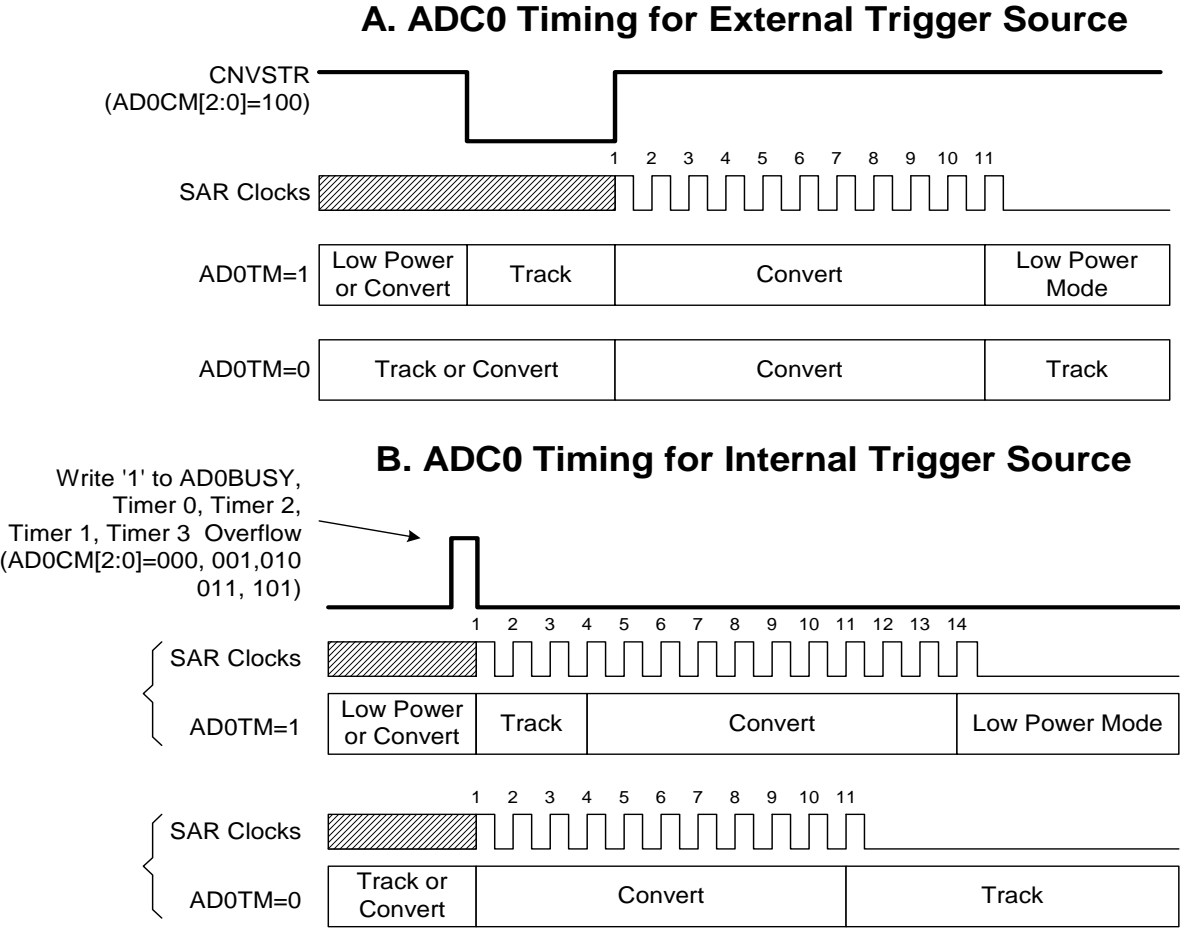 A. ADC0 Timing for External Trigger Source
CNVSTR
(AD0CM[2:0]=100)
1 2 3 4 5 6 7 8 9 10 11
SAR Clocks
AD0TM=1
Low Power
or Convert
Track
Convert
Low Power
Mode
AD0TM=0
Track or Convert
Convert
Track
B. ADC0 Timing for Internal Trigger Source
Write '1' to AD0BUSY,
Timer 0, Timer 2,
Timer 1, Timer 3 Overflow
(AD0CM[2:0]=000, 001,010
011, 101)
1 2 3 4 5 6 7 8 9 10 11 12 13 14
SAR Clocks
AD0TM=1
Low Power
or Convert
Track
Convert
Low Power Mode
1 2 3 4 5 6 7 8 9 10 11
SAR Clocks
AD0TM=0
Track or
Convert
Convert
Track